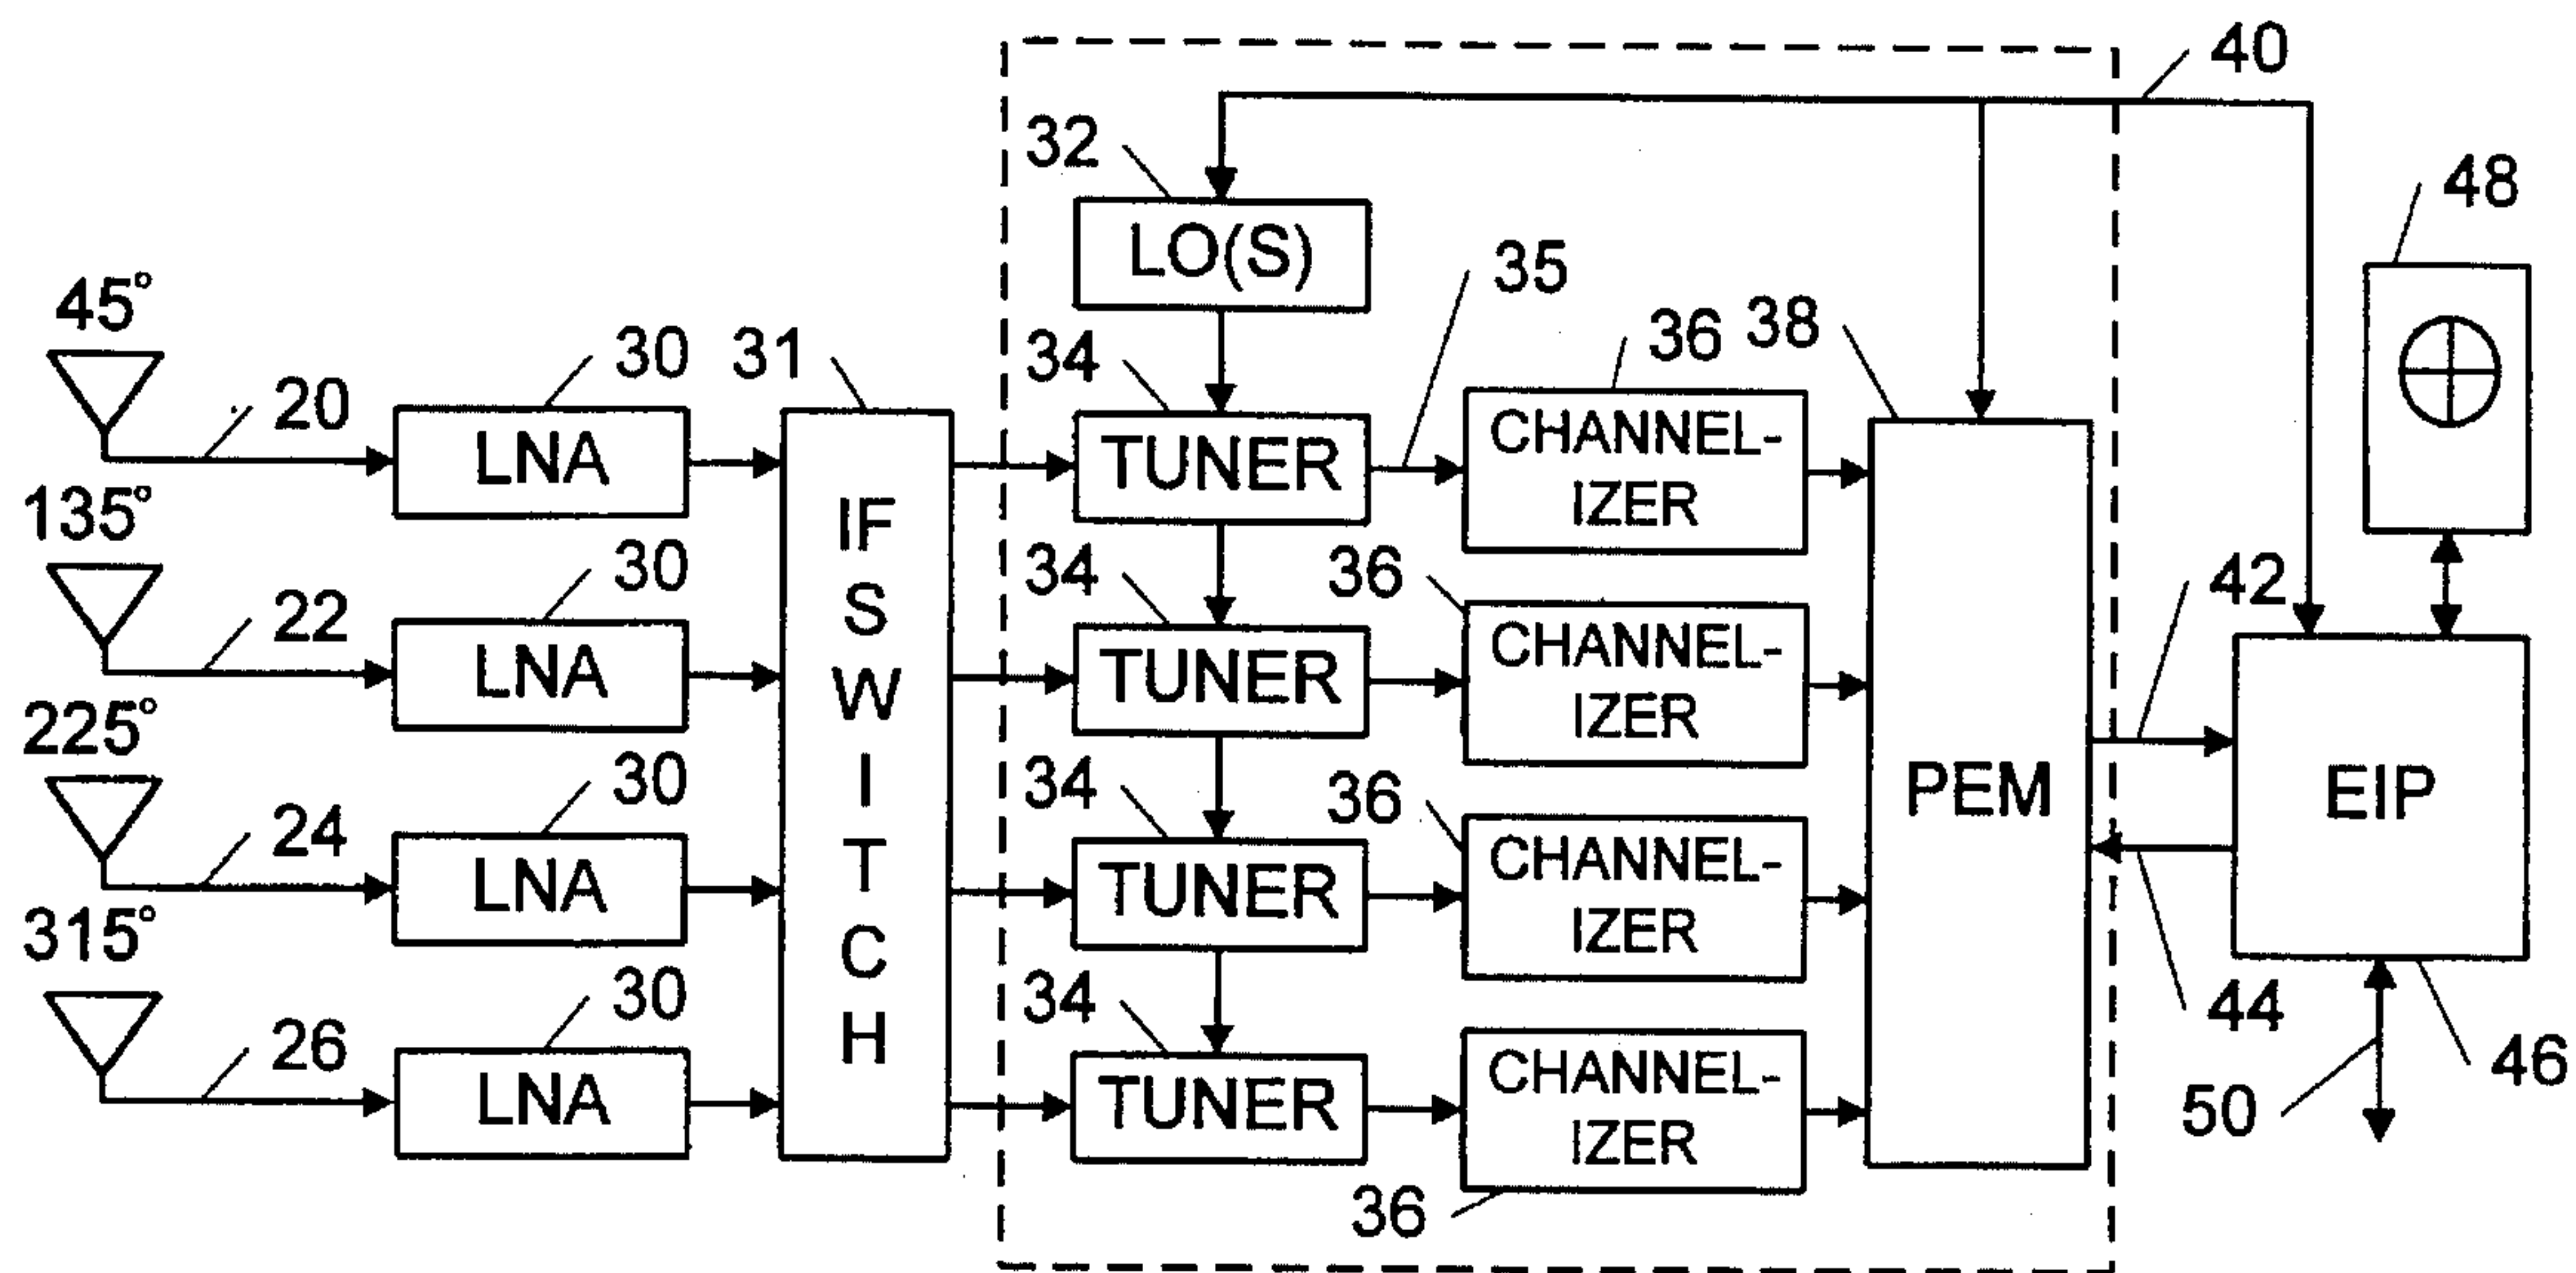 40
32
48
LO(S)
35
45°
36
38
30
31
34
20
CHANNEL-
IZER
LNA
TUNER
135°
IF
SWITCH
30
34
36
42
22
CHANNEL-
IZER
LNA
TUNER
225°
30
34
36
PEM
EIP
24
CHANNEL-
IZER
LNA
TUNER
315°
30
34
44
26
46
CHANNEL-
IZER
LNA
TUNER
50
36